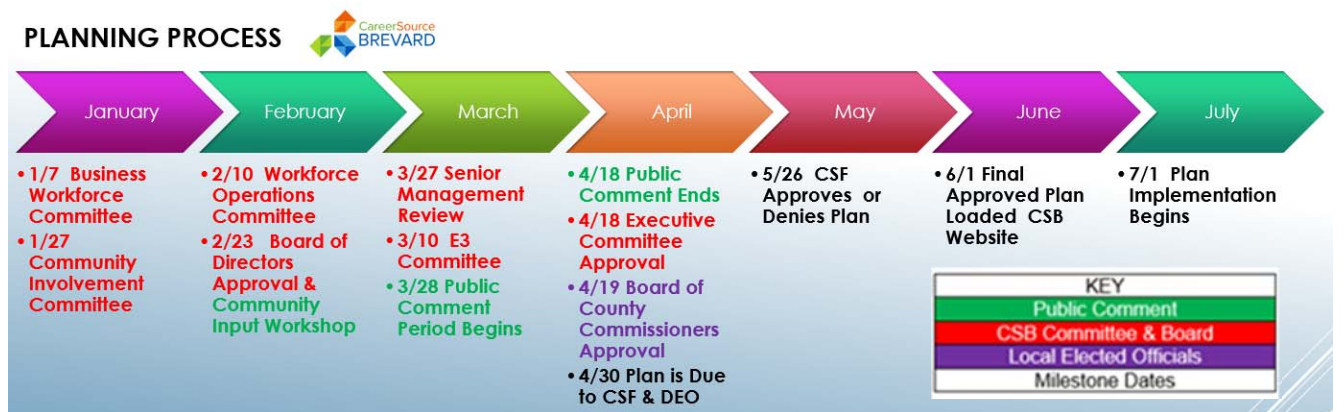 PLANNING PROCESS
CareerSource
BREVARD
January
February
March
April
May
June
July
• 1/7 Business
Workforce
Committee
• 1/27
Community
Involvement
Committee
• 2/10 Workforce
Operations
Committee
• 2/23 Board of
Directors
Approval &
Community
Input Workshop
• 3/27 Senior
Management
Review
• 3/10 E3
Committee
• 3/28 Public
Comment
Period Begins
• 4/18 Public
Comment Ends
• 4/18 Executive
Committee
Approval
• 4/19 Board of
County
Commissioners
Approval
• 4/30 Plan is Due
to CSF & DEO
• 5/26 CSF
Approves or
Denies Plan
• 6/1 Final
Approved Plan
Loaded CSB
Website
• 7/1 Plan
Implementation
Begins
KEY
Public Comment
CSB Committee & Board
Local Elected Officials
Milestone Dates